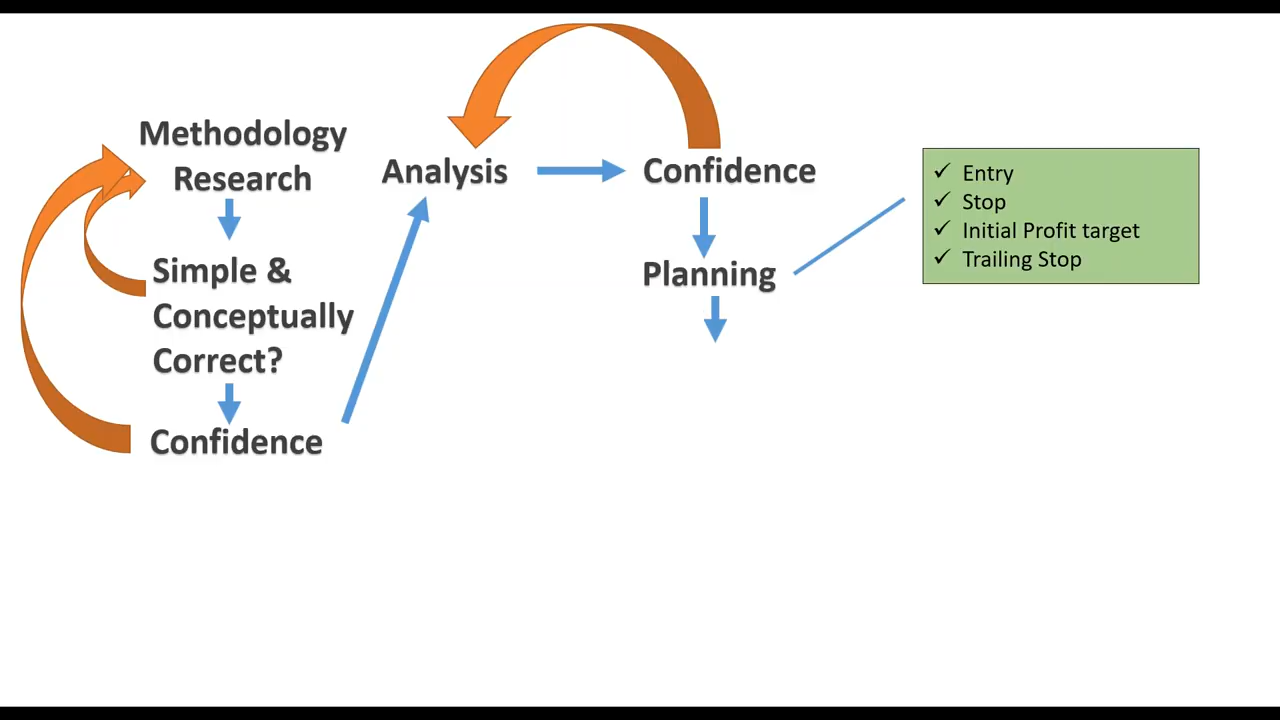 Methodology
Research
Simple &
Conceptually
Correct?
Confidence
Analysis
Confidence
Planning
✓ Entry
✓ Stop
✓ Initial Profit target
✓ Trailing Stop